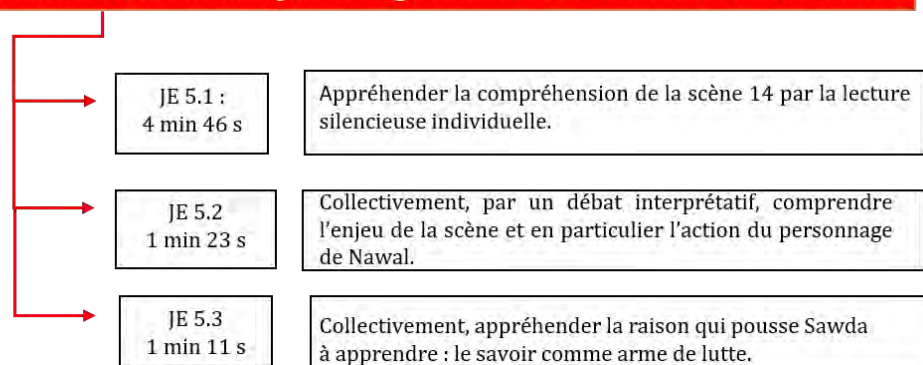 JE 5.1 :
4 min 46 s
Appréhender la compréhension de la scène 14 par la lecture
silencieuse individuelle.
JE 5.2
1 min 23 s
Collectivement, par un débat interprétatif, comprendre
l'enjeu de la scène et en particulier l'action du personnage
de Nawal.
JE 5.3
1 min 11 s
Collectivement, appréhender la raison qui pousse Sawda
à apprendre : le savoir comme arme de lutte.